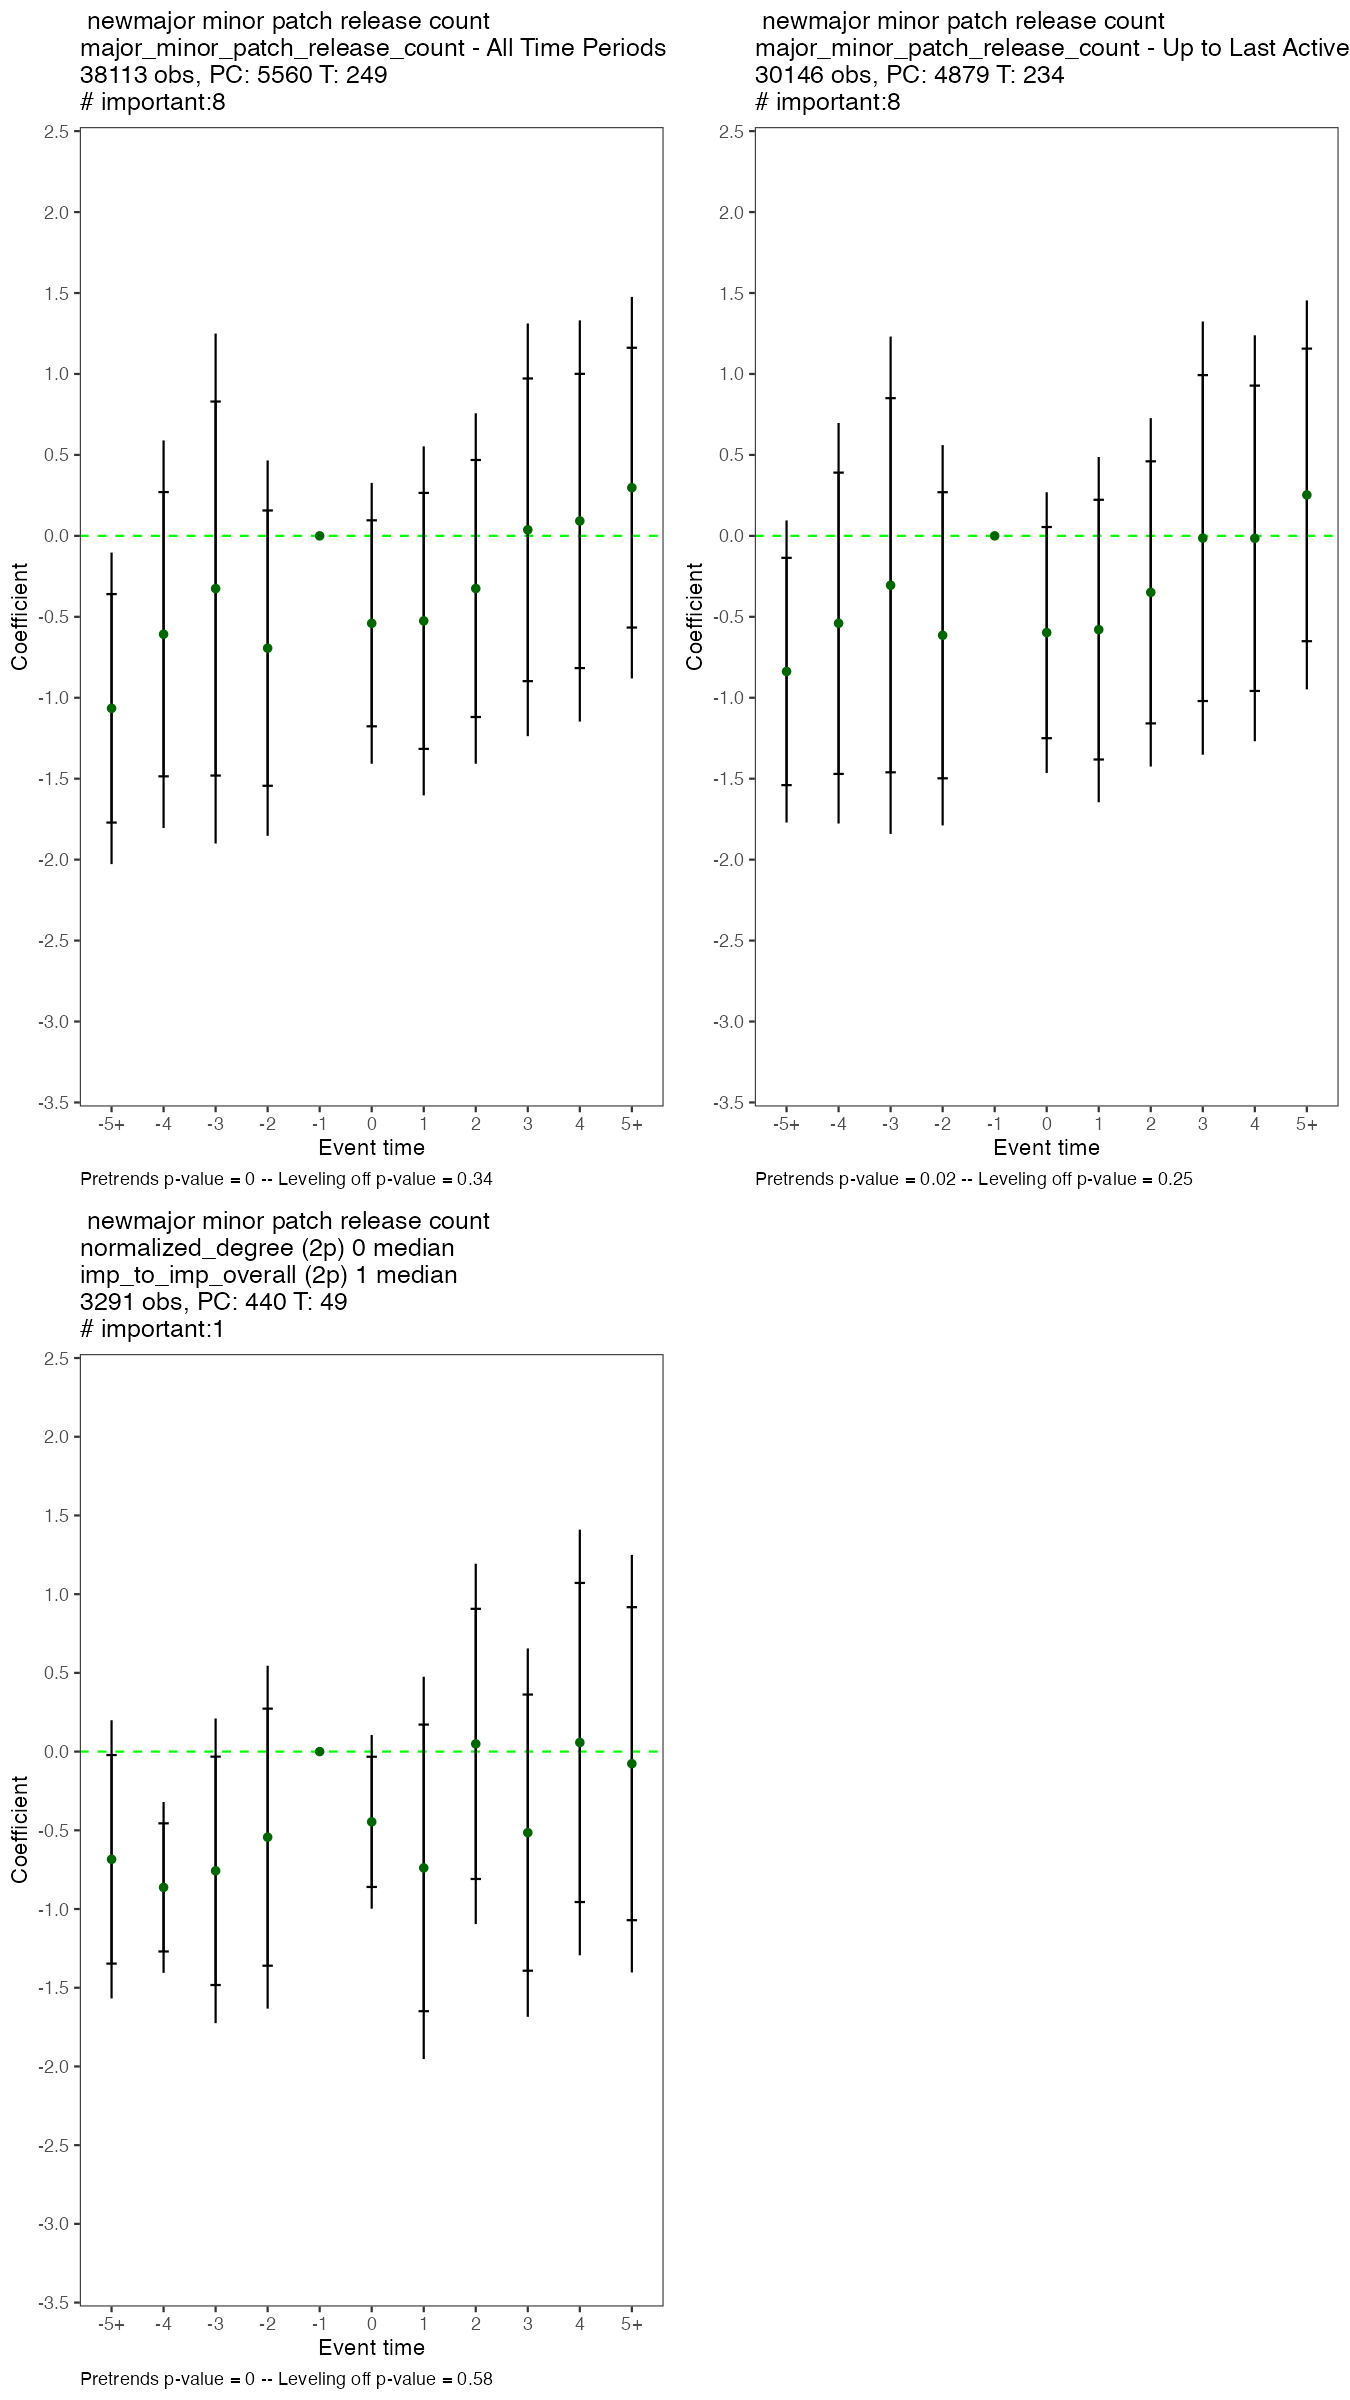 newmajor minor patch release count
major_minor_patch_release_count - All Time Periods
38113 obs, PC: 5560 T: 249
# important:8
2.5
2.0
1.5
1.0
0.5
0.0
-0.5
-1.0
-1.5
-2.0
-2.5
-3.0
-3.5
Coefficient
-5+ -4 -3 -2 -1 0 1 2 3 4 5+
Event time
Pretrends p-value = 0 -- Leveling off p-value = 0.34
newmajor minor patch release count
major_minor_patch_release_count - Up to Last Active
30146 obs, PC: 4879 T: 234
# important:8
2.5
2.0
1.5
1.0
0.5
0.0
-0.5
-1.0
-1.5
-2.0
-2.5
-3.0
-3.5
Coefficient
-5+ -4 -3 -2 -1 0 1 2 3 4 5+
Event time
Pretrends p-value = 0.02 -- Leveling off p-value = 0.25
newmajor minor patch release count
normalized_degree (2p) 0 median
imp_to_imp_overall (2p) 1 median
3291 obs, PC: 440 T: 49
# important:1
2.5
2.0
1.5
1.0
0.5
0.0
-0.5
-1.0
-1.5
-2.0
-2.5
-3.0
-3.5
Coefficient
-5+ -4 -3 -2 -1 0 1 2 3 4 5+
Event time
Pretrends p-value = 0 -- Leveling off p-value = 0.58